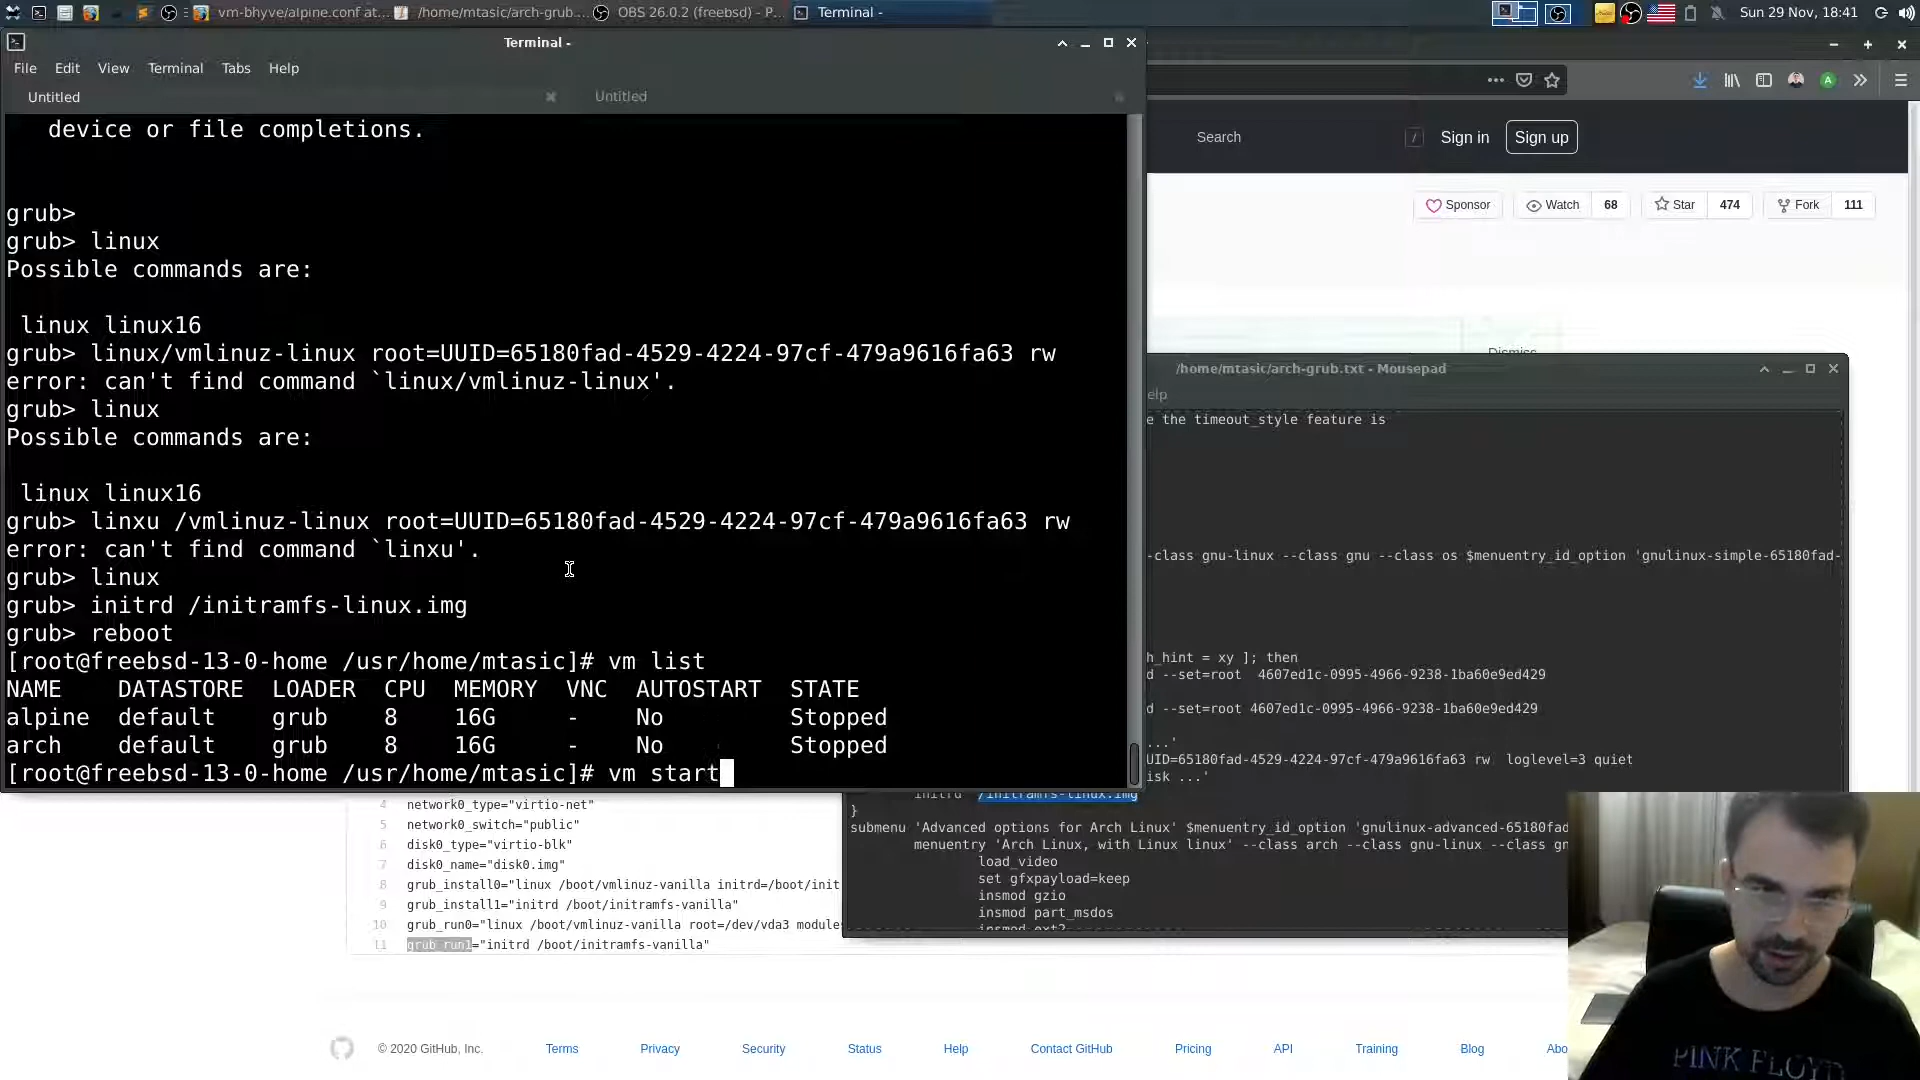 vm-bhyve/alpine.conf at...
/home/mtasic/arch-grub...
OBS 26.0.2 (freebsd) - P...
Terminal -
Sun 29 Nov, 18:41
Terminal -
File Edit View Terminal Tabs Help
Untitled
Untitled
device or file completions.
grub>
grub> linux
Possible commands are:
linux linux16
grub> linux/vmlinuz-linux root=UUID=65180fad-4529-4224-97cf-479a9616fa63 rw
error: can't find command `linux/vmlinuz-linux'.
grub> linux
Possible commands are:
linux linux16
grub> linxu /vmlinuz-linux root=UUID=65180fad-4529-4224-97cf-479a9616fa63 rw
error: can't find command `linxu'.
grub> linux
grub> initrd /initramfs-linux.img
grub> reboot
[root@freebsd-13-0-home /usr/home/mtasic]# vm list
NAME DATASTORE LOADER CPU MEMORY VNC AUTOSTART STATE
alpine default grub 8 16G - No Stopped
arch default grub 8 16G - No Stopped
[root@freebsd-13-0-home /usr/home/mtasic]# vm start
Search / Sign in Sign up
Sponsor Watch 68 Star 474 Fork 111
Dismiss
/home/mtasic/arch-grub.txt - Mousepad
elp
e the timeout_style feature is
-class gnu-linux --class gnu --class os $menuentry_id_option 'gnulinux-simple-65180fad-
h_hint = xy ]; then
d --set=root 4607ed1c-0995-4966-9238-1ba60e9ed429
d --set=root 4607ed1c-0995-4966-9238-1ba60e9ed429
...'
UID=65180fad-4529-4224-97cf-479a9616fa63 rw loglevel=3 quiet
isk ...'
initrd /initramfs-linux.img
}
submenu 'Advanced options for Arch Linux' $menuentry_id_option 'gnulinux-advanced-65180fad
menuentry 'Arch Linux, with Linux linux' --class arch --class gnu-linux --class gn
load_video
set gfxpayload=keep
insmod gzio
insmod part_msdos
insmod ext2
4 network0_type="virtio-net"
5 network0_switch="public"
6 disk0_type="virtio-blk"
7 disk0_name="disk0.img"
8 grub_install0="linux /boot/vmlinuz-vanilla initrd=/boot/init
9 grub_install1="initrd /boot/initramfs-vanilla"
10 grub_run0="linux /boot/vmlinuz-vanilla root=/dev/vda3 module
11 grub_run1="initrd /boot/initramfs-vanilla"
© 2020 GitHub, Inc. Terms Privacy Security Status Help Contact GitHub Pricing API Training Blog Abo
PINK FLOYD